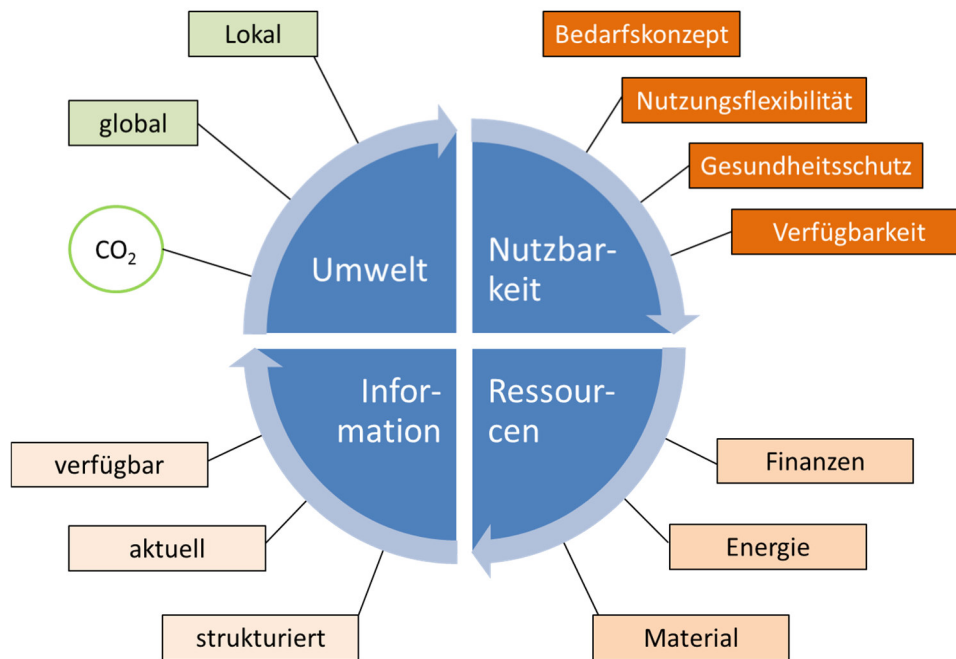 Lokal
Bedarfskonzept
Nutzungsflexibilität
global
Gesundheitsschutz
Verfügbarkeit
CO₂
Umwelt
Nutzbar-
keit
Infor-
mation
Ressour-
cen
verfügbar
Finanzen
aktuell
Energie
strukturiert
Material